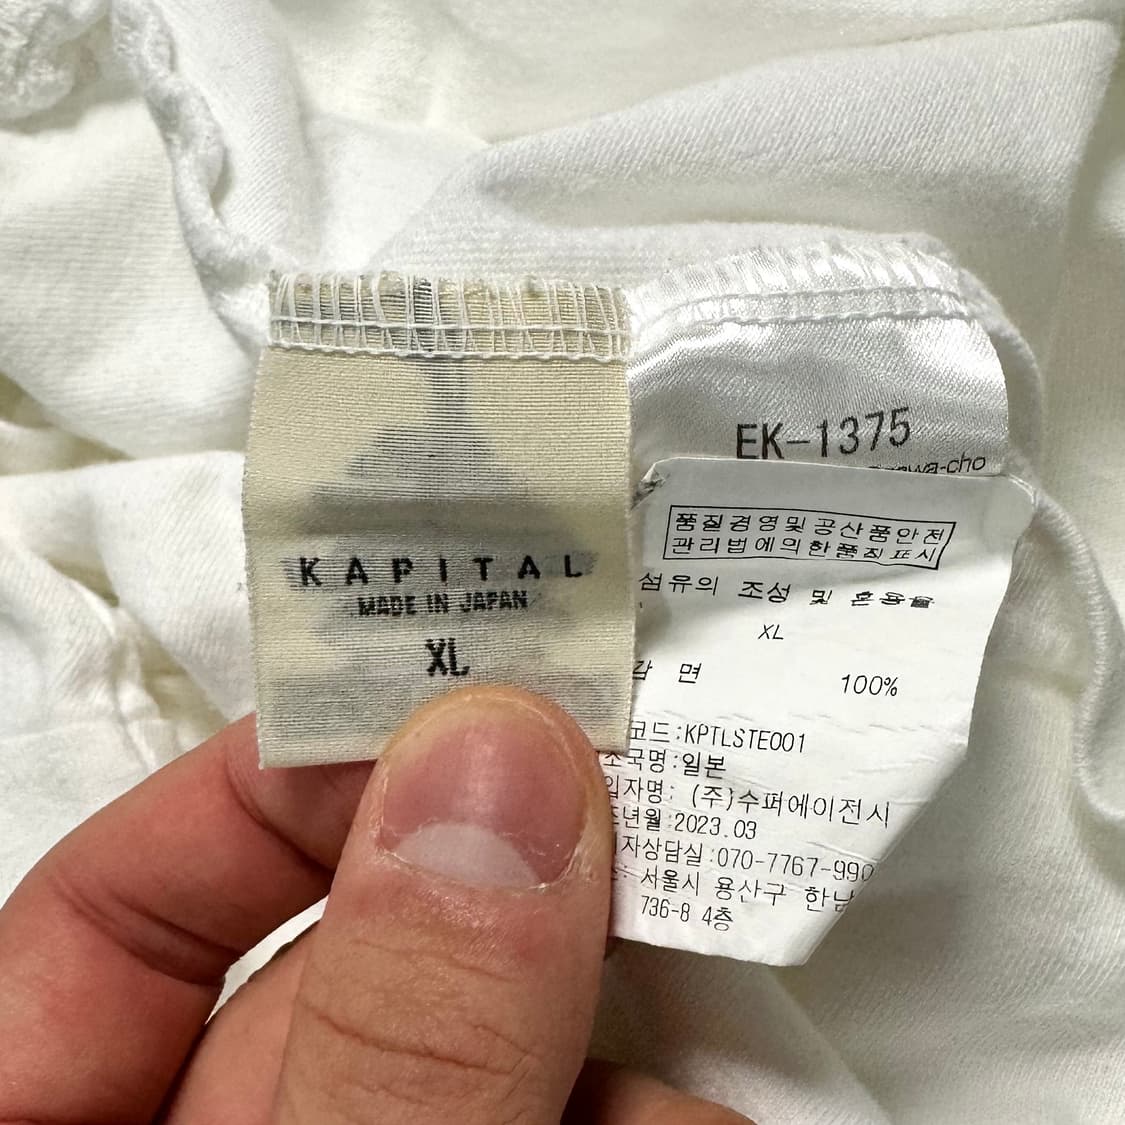 KAPITAL
MADE IN JAPAN
XL
EK-1375
wa-cho
품질경영및공산품안전
관리법에의한품질표시
섬유의 조성 및 혼용율
XL
감 면 100%
코드:KPTLSTE001
조국명:일본
입자명: (주)수퍼에이전시
조년월:2023.03
자상담실:070-7767-990
서울시 용산구 한남
736-8 4층